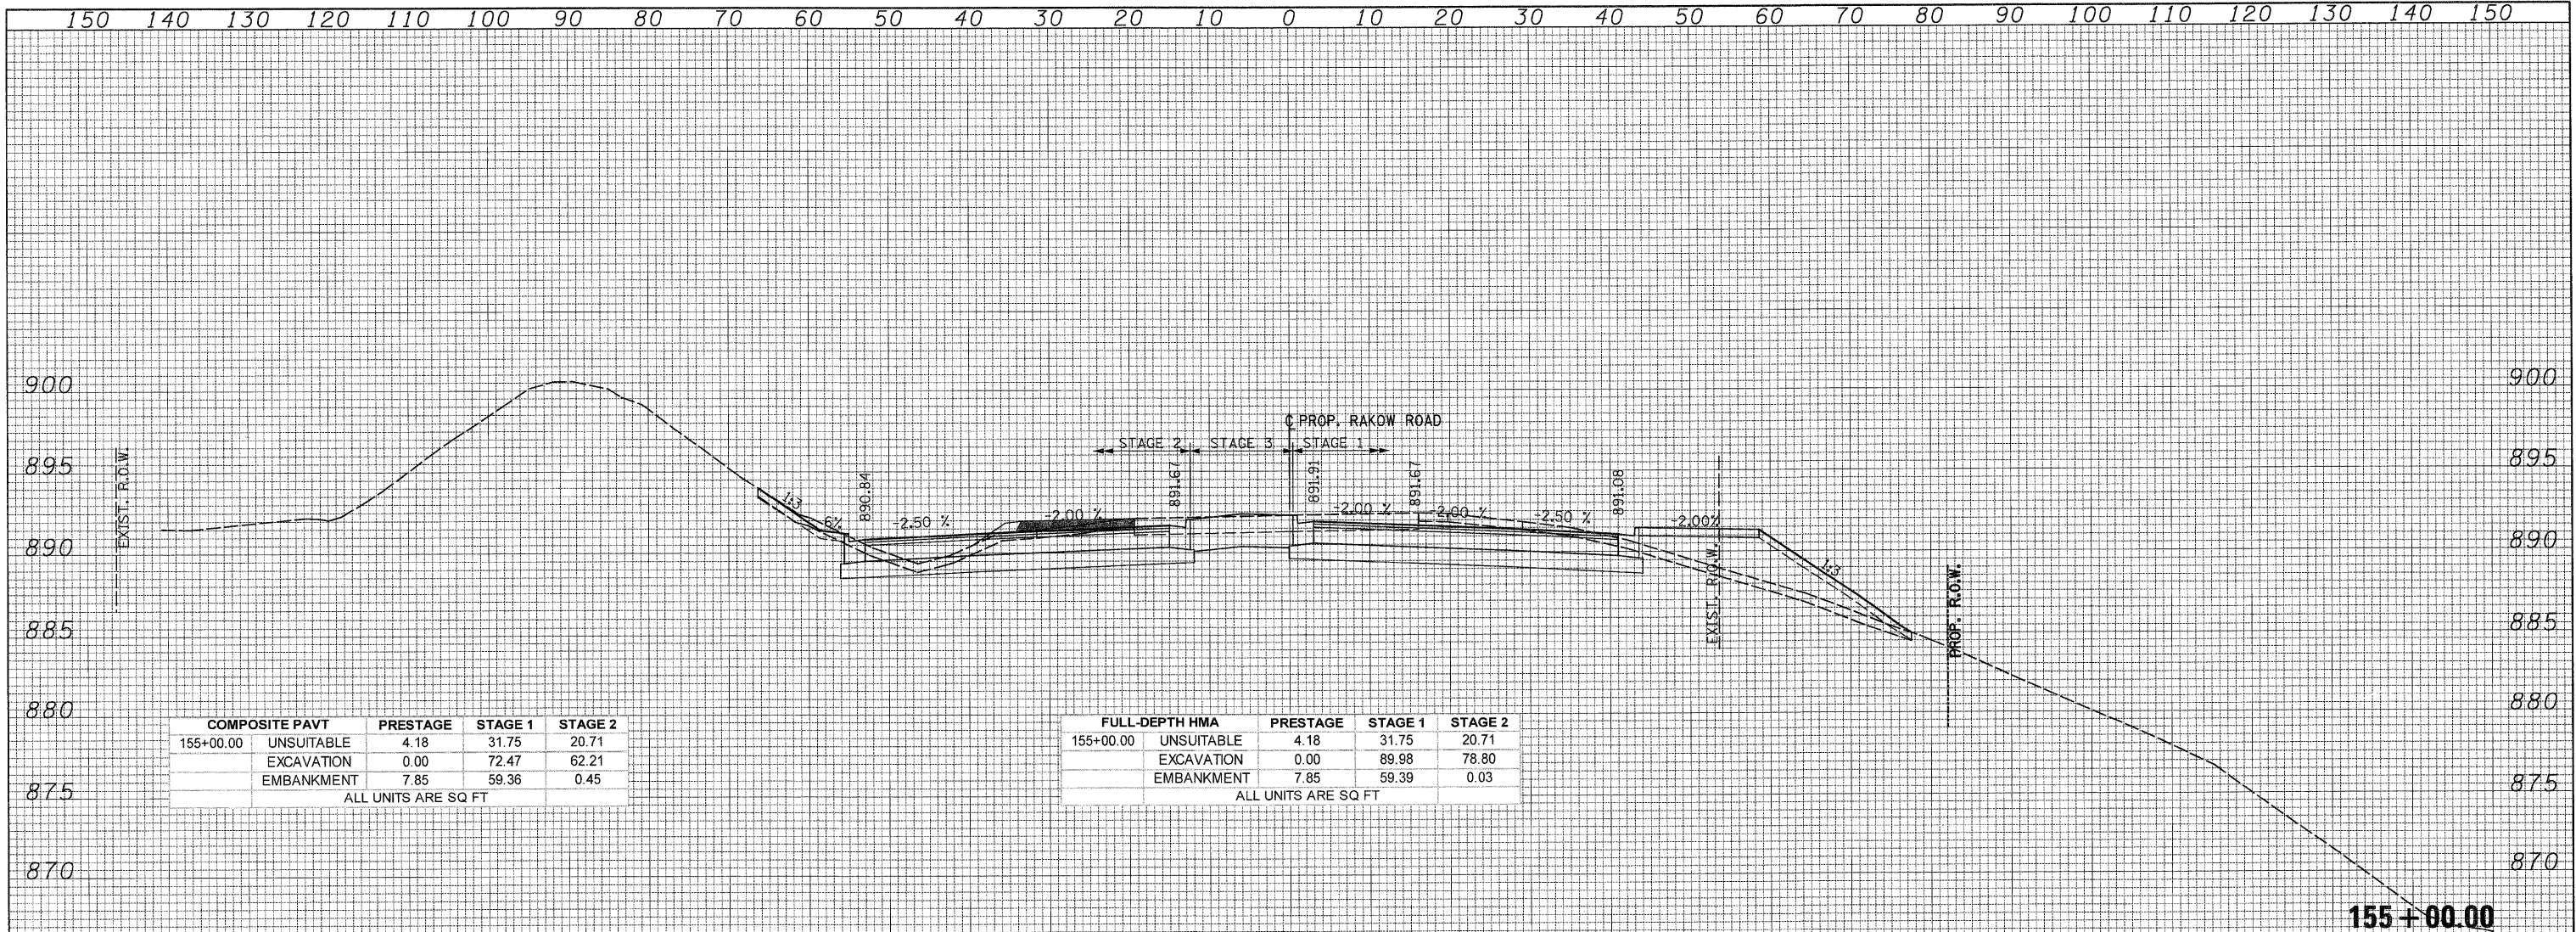 150 140 130 120 110 100 90 80 70 60 50 40 30 20 10 0 10 20 30 40 50 60 70 80 90 100 110 120 130 140 150
900 900
℄ PROP. RAKOW ROAD
STAGE 2 STAGE 3 STAGE 1
895 895
EXIST. R.O.W.
890.84
891.67
891.91
891.67
891.08
1:3
6%
-2.50 %
-2.00 %
-2.00 %
-2.00 %
-2.50 %
-2.00%
1:3
890 890
EXIST. R.O.W.
PROP. R.O.W.
885 885
880 880
COMPOSITE PAVT PRESTAGE STAGE 1 STAGE 2
155+00.00 UNSUITABLE 4.18 31.75 20.71
EXCAVATION 0.00 72.47 62.21
EMBANKMENT 7.85 59.36 0.45
ALL UNITS ARE SQ FT
FULL-DEPTH HMA PRESTAGE STAGE 1 STAGE 2
155+00.00 UNSUITABLE 4.18 31.75 20.71
EXCAVATION 0.00 89.98 78.80
EMBANKMENT 7.85 59.39 0.03
ALL UNITS ARE SQ FT
875 875
870 870
155+00.00